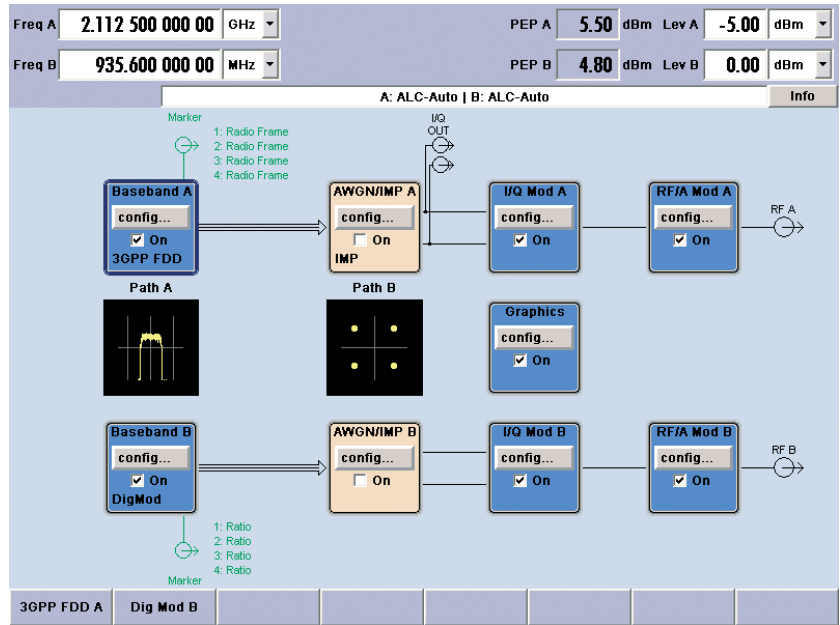 Freq A 2.112 500 000 00 GHz PEP A 5.50 dBm Lev A -5.00 dBm
Freq B 935.600 000 00 MHz PEP B 4.80 dBm Lev B 0.00 dBm
A: ALC-Auto | B: ALC-Auto Info
Marker
1: Radio Frame
2: Radio Frame
3: Radio Frame
4: Radio Frame
I/Q
OUT
Baseband A
config...
On
3GPP FDD
AWGN/IMP A
config...
On
IMP
I/Q Mod A
config...
On
RF/A Mod A
config...
On
RF A
Path A
Path B
Graphics
config...
On
Baseband B
config...
On
DigMod
AWGN/IMP B
config...
On
I/Q Mod B
config...
On
RF/A Mod B
config...
On
RF B
1: Ratio
2: Ratio
3: Ratio
4: Ratio
Marker
3GPP FDD A Dig Mod B